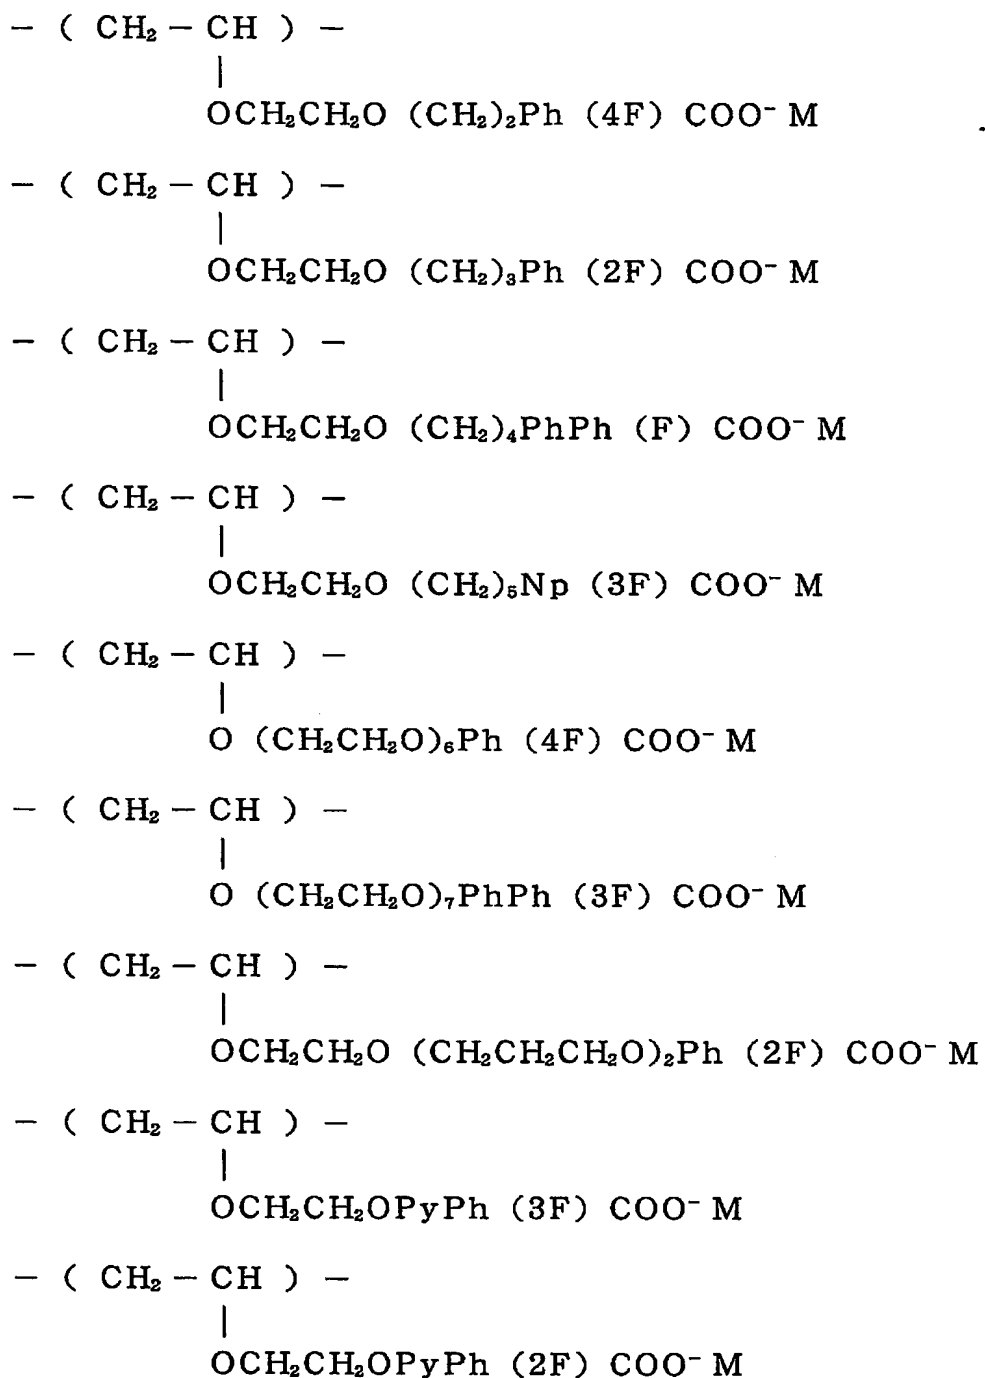 − ( CH₂ − CH ) −
|
OCH₂CH₂O (CH₂)₂Ph (4F) COO⁻ M
− ( CH₂ − CH ) −
|
OCH₂CH₂O (CH₂)₃Ph (2F) COO⁻ M
− ( CH₂ − CH ) −
|
OCH₂CH₂O (CH₂)₄PhPh (F) COO⁻ M
− ( CH₂ − CH ) −
|
OCH₂CH₂O (CH₂)₅Np (3F) COO⁻ M
− ( CH₂ − CH ) −
|
O (CH₂CH₂O)₆Ph (4F) COO⁻ M
− ( CH₂ − CH ) −
|
O (CH₂CH₂O)₇PhPh (3F) COO⁻ M
− ( CH₂ − CH ) −
|
OCH₂CH₂O (CH₂CH₂CH₂O)₂Ph (2F) COO⁻ M
− ( CH₂ − CH ) −
|
OCH₂CH₂OPyPh (3F) COO⁻ M
− ( CH₂ − CH ) −
|
OCH₂CH₂OPyPh (2F) COO⁻ M